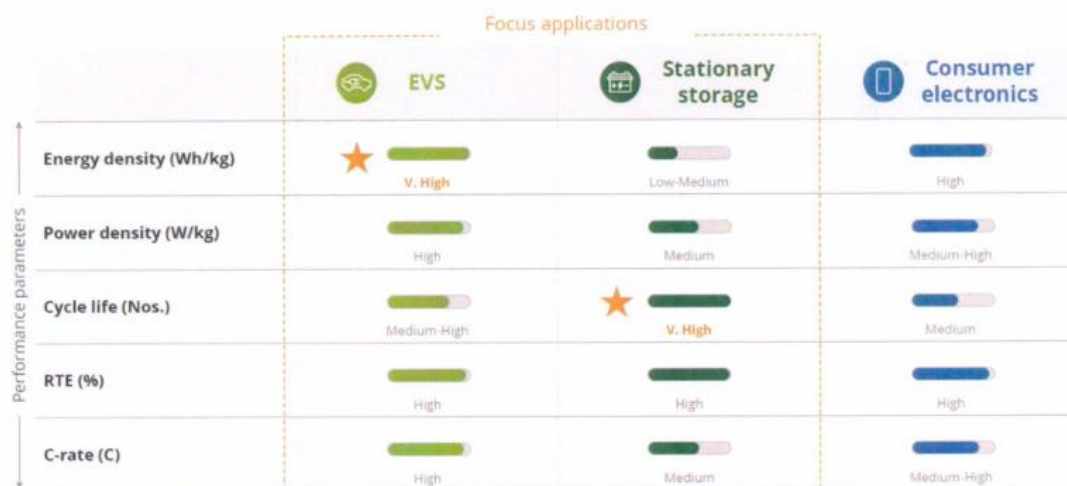 Focus applications
EVS
Stationary
storage
Consumer
electronics
Performance parameters
Energy density (Wh/kg)
V. High
Low-Medium
High
Power density (W/kg)
High
Medium
Medium-High
Cycle life (Nos.)
Medium-High
V. High
Medium
RTE (%)
High
High
High
C-rate (C)
High
Medium
Medium-High